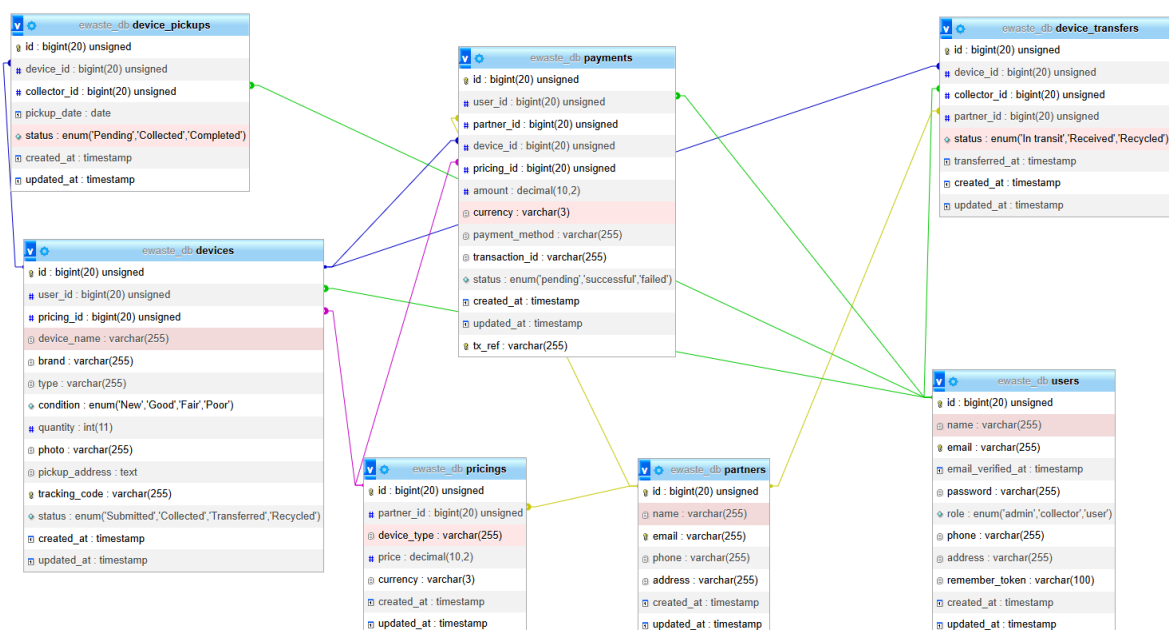 ewaste_db device_pickups
id : bigint(20) unsigned
device_id : bigint(20) unsigned
collector_id : bigint(20) unsigned
pickup_date : date
status : enum('Pending','Collected','Completed')
created_at : timestamp
updated_at : timestamp
ewaste_db payments
id : bigint(20) unsigned
user_id : bigint(20) unsigned
partner_id : bigint(20) unsigned
device_id : bigint(20) unsigned
pricing_id : bigint(20) unsigned
amount : decimal(10,2)
currency : varchar(3)
payment_method : varchar(255)
transaction_id : varchar(255)
status : enum('pending','successful','failed')
created_at : timestamp
updated_at : timestamp
tx_ref : varchar(255)
ewaste_db device_transfers
id : bigint(20) unsigned
device_id : bigint(20) unsigned
collector_id : bigint(20) unsigned
partner_id : bigint(20) unsigned
status : enum('In transit','Received','Recycled')
transferred_at : timestamp
created_at : timestamp
updated_at : timestamp
ewaste_db devices
id : bigint(20) unsigned
user_id : bigint(20) unsigned
pricing_id : bigint(20) unsigned
device_name : varchar(255)
brand : varchar(255)
type : varchar(255)
condition : enum('New','Good','Fair','Poor')
quantity : int(11)
photo : varchar(255)
pickup_address : text
tracking_code : varchar(255)
status : enum('Submitted','Collected','Transferred','Recycled')
created_at : timestamp
updated_at : timestamp
ewaste_db pricings
id : bigint(20) unsigned
partner_id : bigint(20) unsigned
device_type : varchar(255)
price : decimal(10,2)
currency : varchar(3)
created_at : timestamp
updated_at : timestamp
ewaste_db partners
id : bigint(20) unsigned
name : varchar(255)
email : varchar(255)
phone : varchar(255)
address : varchar(255)
created_at : timestamp
updated_at : timestamp
ewaste_db users
id : bigint(20) unsigned
name : varchar(255)
email : varchar(255)
email_verified_at : timestamp
password : varchar(255)
role : enum('admin','collector','user')
phone : varchar(255)
address : varchar(255)
remember_token : varchar(100)
created_at : timestamp
updated_at : timestamp